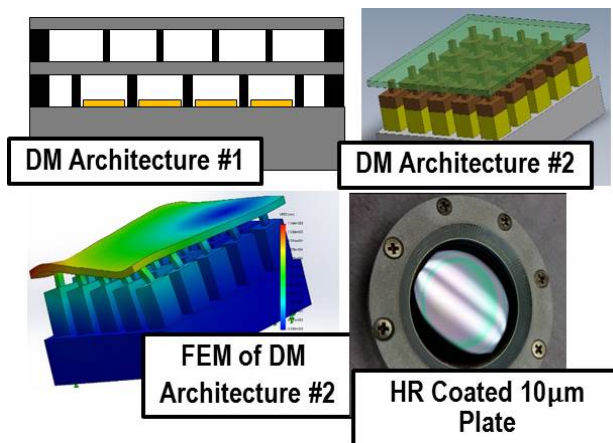 DM Architecture #1
DM Architecture #2
FEM of DM
Architecture #2
HR Coated 10µm
Plate